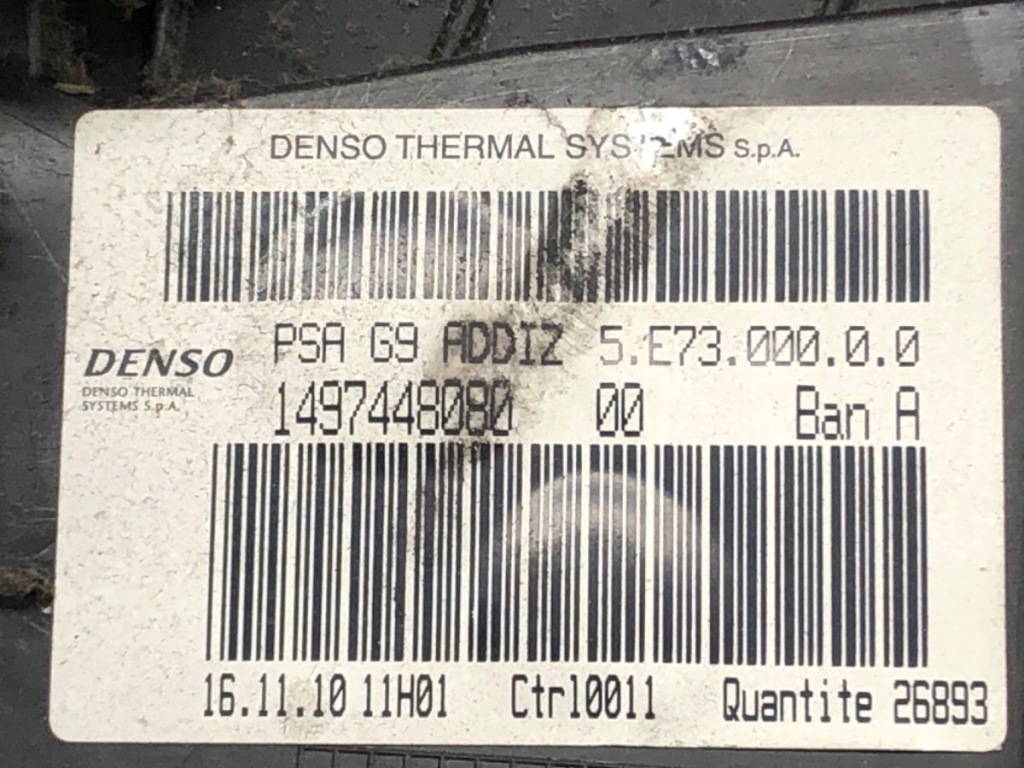 DENSO THERMAL SYSTEMS S.p.A.
PSA G9 ADDIZ 5.E73.000.0.0
DENSO
DENSO THERMAL
SYSTEMS S.p.A.
1497448080 00 Ban A
16.11.10 11H01 Ctrl0011 Quantite 26893